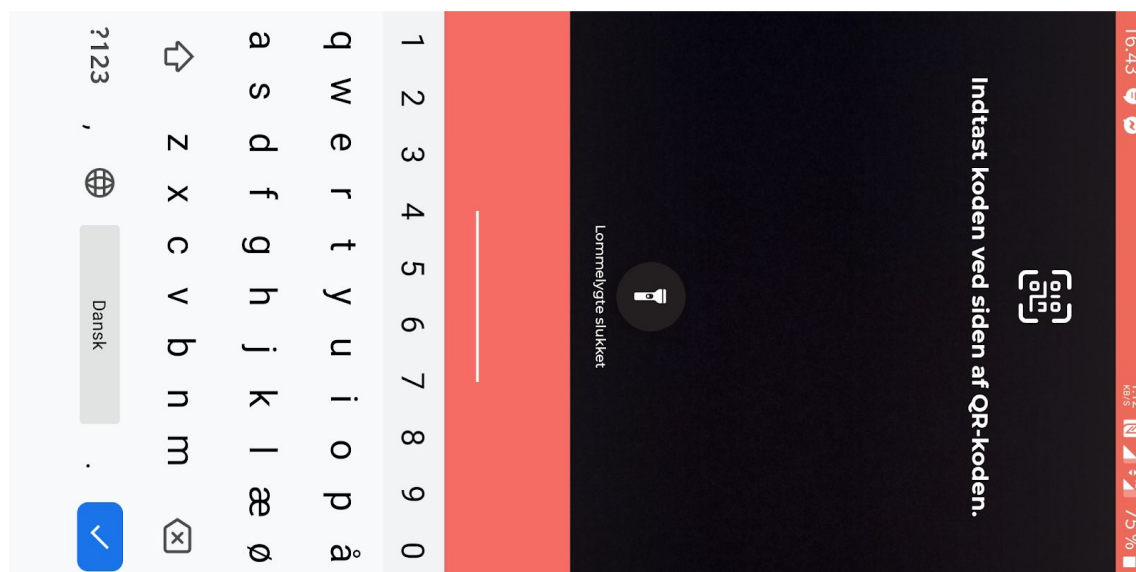 16.43
KB/S
75 %
Indtast koden ved siden af QR-koden.
Lommelygte slukket
1 2 3 4 5 6 7 8 9 0
q w e r t y u i o p å
a s d f g h j k l æ ø
z x c v b n m
?123 , Dansk .